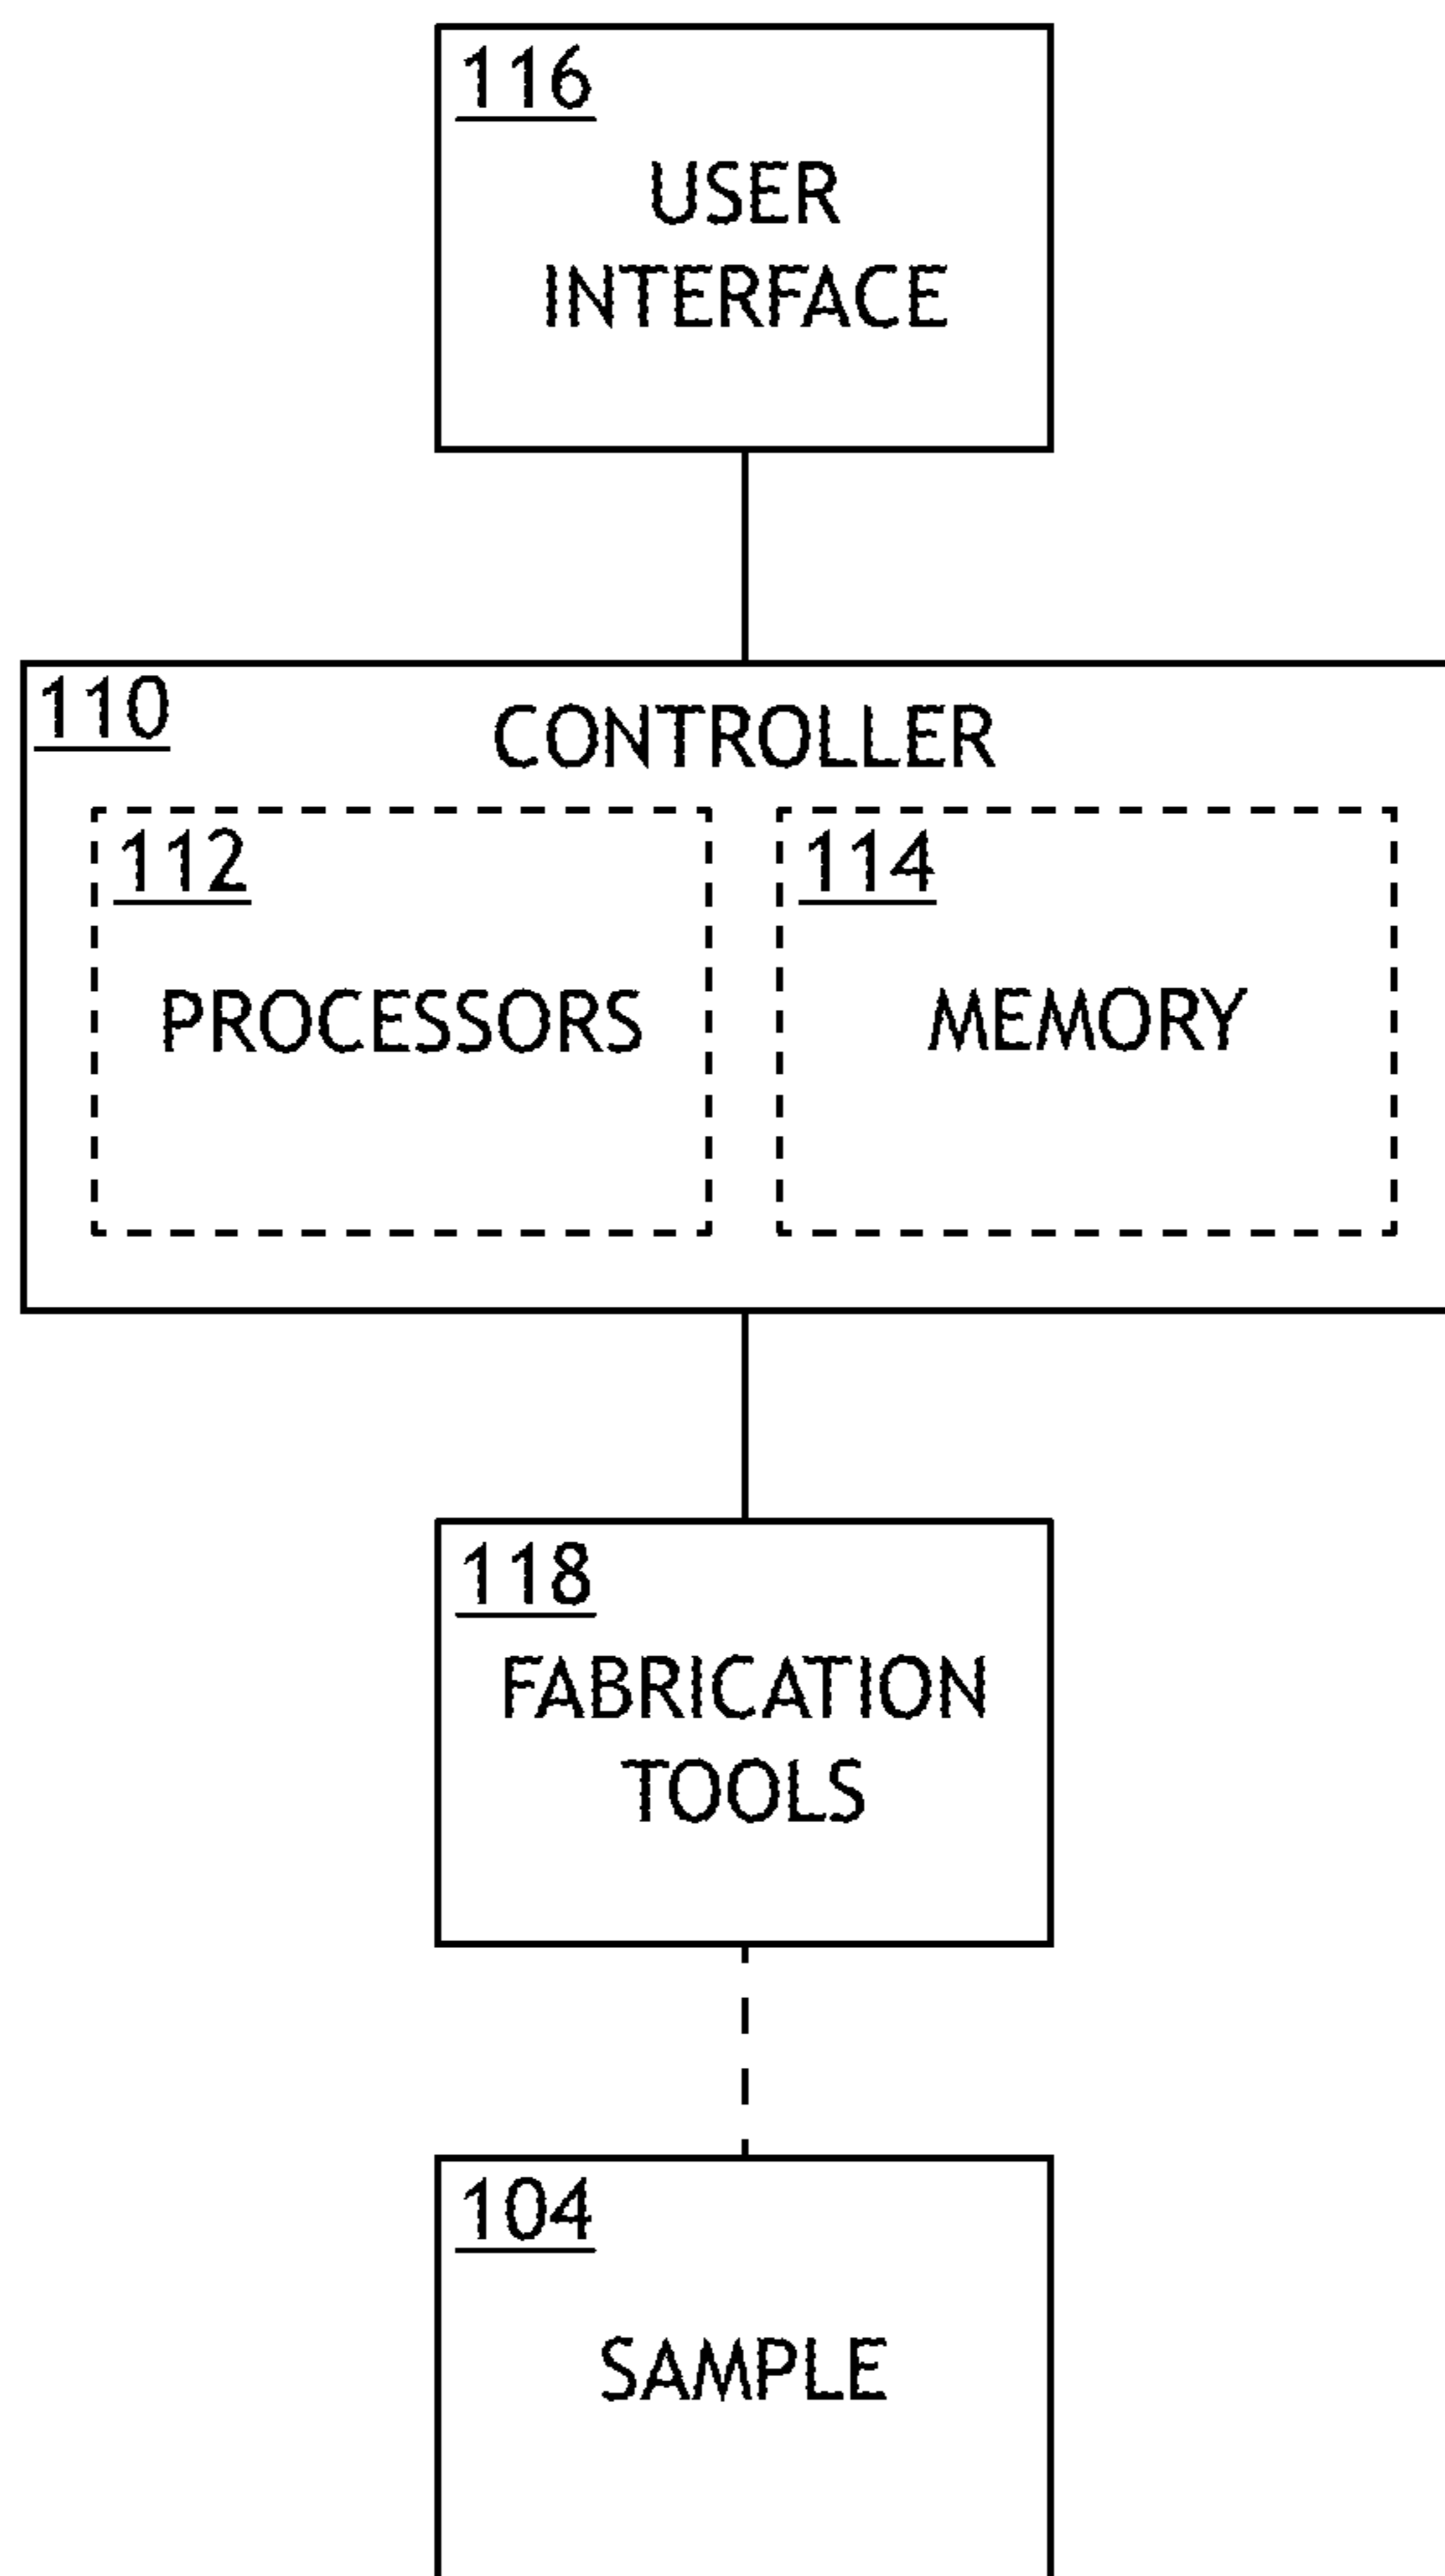 116
USER
INTERFACE
110
CONTROLLER
112
PROCESSORS
114
MEMORY
118
FABRICATION
TOOLS
104
SAMPLE